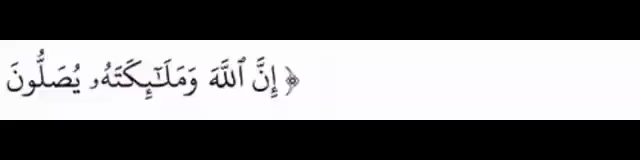 ﴿ إِنَّ ٱللَّهَ وَمَلَـٰٓئِكَتَهُۥ يُصَلُّونَ